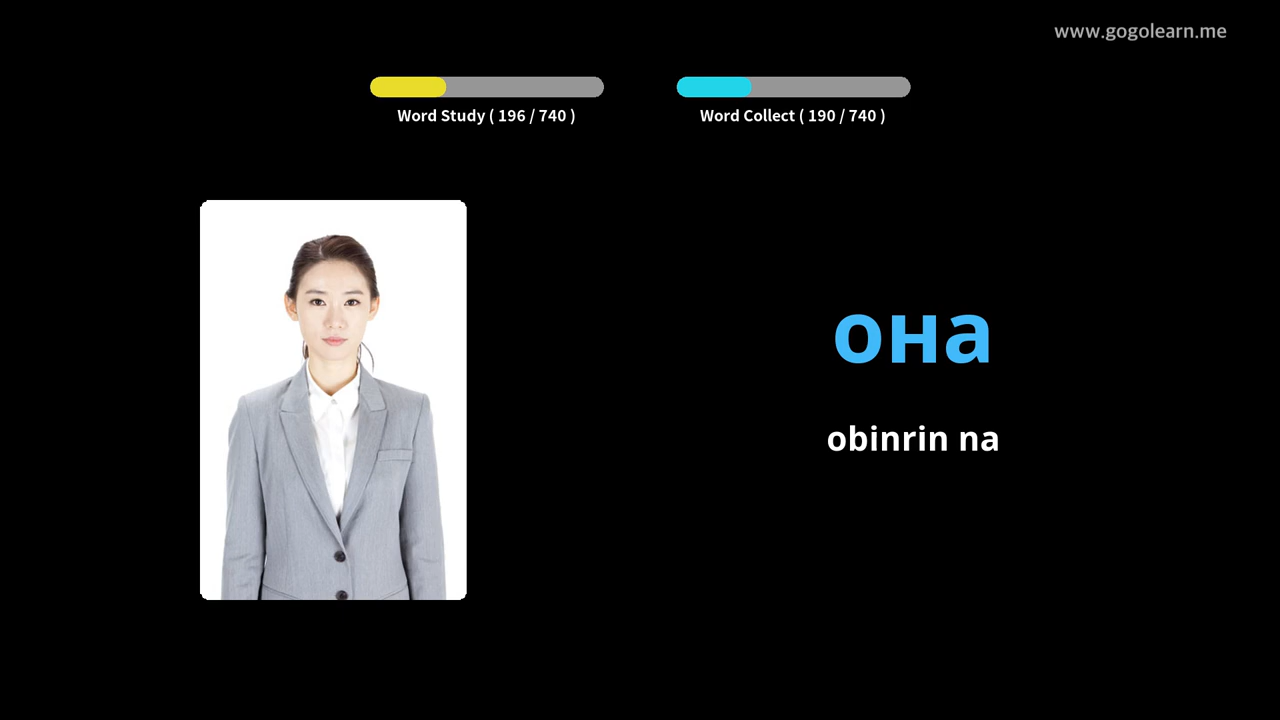 www.gogolearn.me
Word Study ( 196 / 740 )
Word Collect ( 190 / 740 )
она
obinrin na